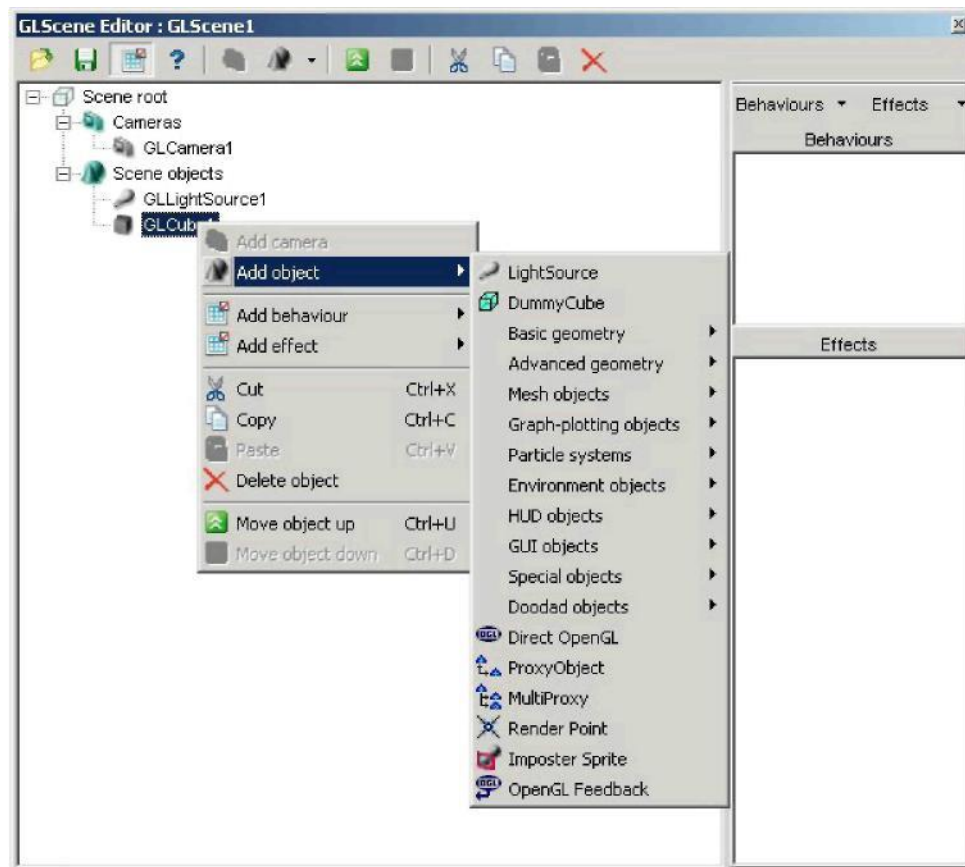 GLScene Editor : GLScene1
Scene root
Cameras
GLCamera1
Scene objects
GLLightSource1
Behaviours Effects
Behaviours
Effects
Add camera
Add object
Add behaviour
Add effect
Cut Ctrl+X
Copy Ctrl+C
Paste Ctrl+V
Delete object
Move object up Ctrl+U
Move object down Ctrl+D
LightSource
DummyCube
Basic geometry
Advanced geometry
Mesh objects
Graph-plotting objects
Particle systems
Environment objects
HUD objects
GUI objects
Special objects
Doodad objects
OGL Direct OpenGL
ProxyObject
MultiProxy
Render Point
Imposter Sprite
OGL OpenGL Feedback